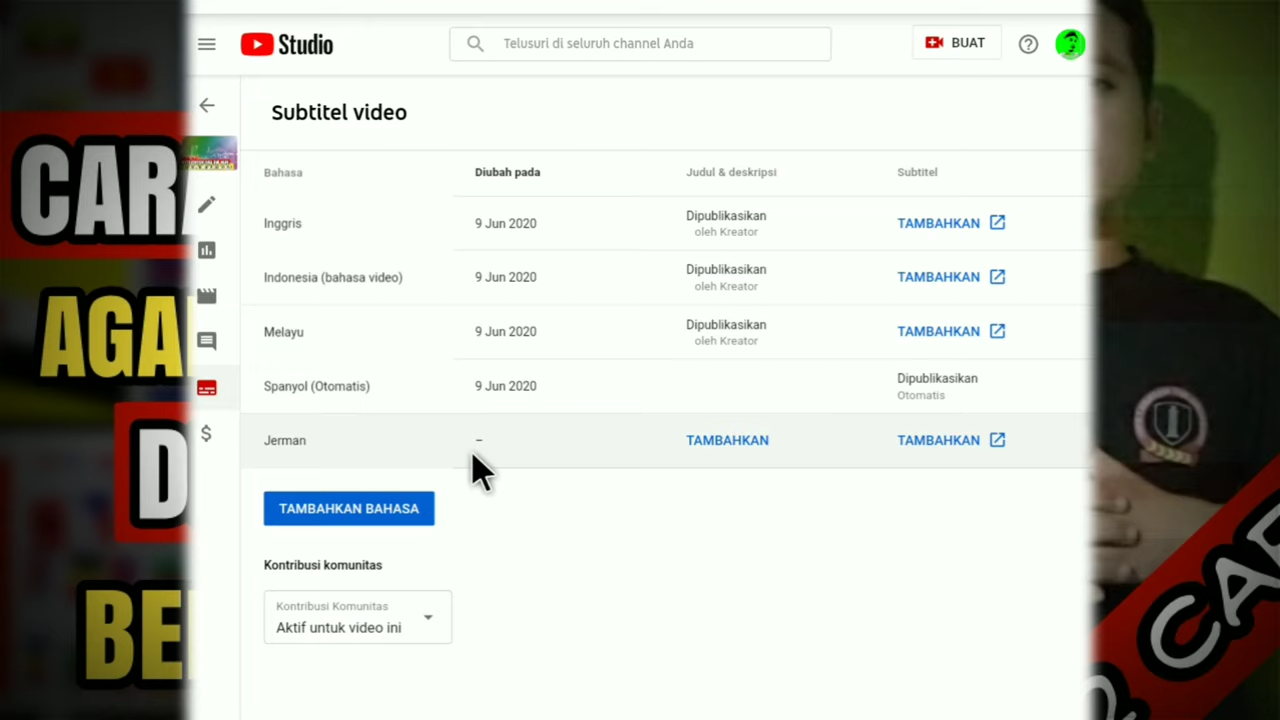 Studio
Telusuri di seluruh channel Anda
BUAT
Subtitel video
Bahasa
Diubah pada
Judul & deskripsi
Subtitel
Inggris
9 Jun 2020
Dipublikasikan
oleh Kreator
TAMBAHKAN
Indonesia (bahasa video)
9 Jun 2020
Dipublikasikan
oleh Kreator
TAMBAHKAN
Melayu
9 Jun 2020
Dipublikasikan
oleh Kreator
TAMBAHKAN
Spanyol (Otomatis)
9 Jun 2020
Dipublikasikan
Otomatis
Jerman
–
TAMBAHKAN
TAMBAHKAN
TAMBAHKAN BAHASA
Kontribusi komunitas
Kontribusi Komunitas
Aktif untuk video ini
CARA
AGA
D
BE
2 CAR